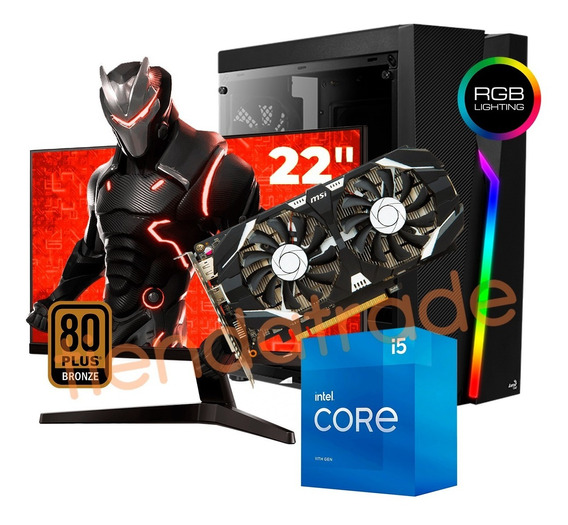 RGB
LIGHTING
22"
msi
80
PLUS
BRONZE
tiendatrade
i5
intel
CORE
11TH GEN